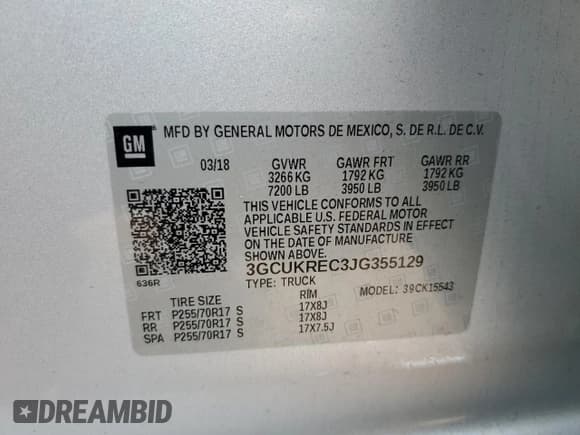 GM
MFD BY GENERAL MOTORS DE MEXICO, S. DE R.L. DE C.V.
03/18 GVWR GAWR FRT GAWR RR
3266 KG 1792 KG 1792 KG
7200 LB 3950 LB 3950 LB
THIS VEHICLE CONFORMS TO ALL
APPLICABLE U.S. FEDERAL MOTOR
VEHICLE SAFETY STANDARDS IN EFFECT
ON THE DATE OF MANUFACTURE
SHOWN ABOVE.
3GCUKREC3JG355129
636R
TYPE: TRUCK MODEL: 39CK15543
TIRE SIZE RIM
FRT P255/70R17 S 17X8J
RR P255/70R17 S 17X8J
SPA P255/70R17 S 17X7.5J
DREAMBID